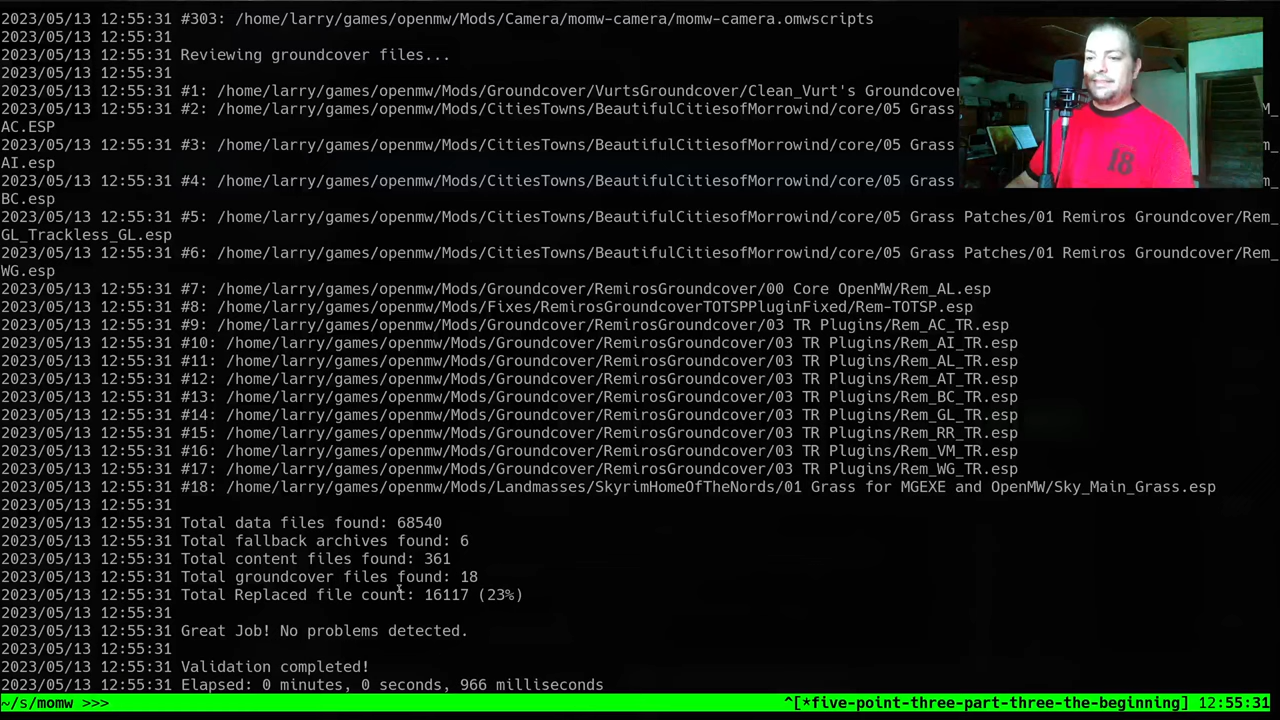 2023/05/13 12:55:31 #303: /home/larry/games/openmw/Mods/Camera/momw-camera/momw-camera.omwscripts
2023/05/13 12:55:31
2023/05/13 12:55:31 Reviewing groundcover files...
2023/05/13 12:55:31
2023/05/13 12:55:31 #1: /home/larry/games/openmw/Mods/Groundcover/VurtsGroundcover/Clean_Vurt's Groundcover
2023/05/13 12:55:31 #2: /home/larry/games/openmw/Mods/CitiesTowns/BeautifulCitiesofMorrowind/core/05 Grass M_
AC.ESP
2023/05/13 12:55:31 #3: /home/larry/games/openmw/Mods/CitiesTowns/BeautifulCitiesofMorrowind/core/05 Grass m_
AI.esp
2023/05/13 12:55:31 #4: /home/larry/games/openmw/Mods/CitiesTowns/BeautifulCitiesofMorrowind/core/05 Grass m_
BC.esp
2023/05/13 12:55:31 #5: /home/larry/games/openmw/Mods/CitiesTowns/BeautifulCitiesofMorrowind/core/05 Grass Patches/01 Remiros Groundcover/Rem_
GL_Trackless_GL.esp
2023/05/13 12:55:31 #6: /home/larry/games/openmw/Mods/CitiesTowns/BeautifulCitiesofMorrowind/core/05 Grass Patches/01 Remiros Groundcover/Rem_
WG.esp
2023/05/13 12:55:31 #7: /home/larry/games/openmw/Mods/Groundcover/RemirosGroundcover/00 Core OpenMW/Rem_AL.esp
2023/05/13 12:55:31 #8: /home/larry/games/openmw/Mods/Fixes/RemirosGroundcoverTOTSPPluginFixed/Rem-TOTSP.esp
2023/05/13 12:55:31 #9: /home/larry/games/openmw/Mods/Groundcover/RemirosGroundcover/03 TR Plugins/Rem_AC_TR.esp
2023/05/13 12:55:31 #10: /home/larry/games/openmw/Mods/Groundcover/RemirosGroundcover/03 TR Plugins/Rem_AI_TR.esp
2023/05/13 12:55:31 #11: /home/larry/games/openmw/Mods/Groundcover/RemirosGroundcover/03 TR Plugins/Rem_AL_TR.esp
2023/05/13 12:55:31 #12: /home/larry/games/openmw/Mods/Groundcover/RemirosGroundcover/03 TR Plugins/Rem_AT_TR.esp
2023/05/13 12:55:31 #13: /home/larry/games/openmw/Mods/Groundcover/RemirosGroundcover/03 TR Plugins/Rem_BC_TR.esp
2023/05/13 12:55:31 #14: /home/larry/games/openmw/Mods/Groundcover/RemirosGroundcover/03 TR Plugins/Rem_GL_TR.esp
2023/05/13 12:55:31 #15: /home/larry/games/openmw/Mods/Groundcover/RemirosGroundcover/03 TR Plugins/Rem_RR_TR.esp
2023/05/13 12:55:31 #16: /home/larry/games/openmw/Mods/Groundcover/RemirosGroundcover/03 TR Plugins/Rem_VM_TR.esp
2023/05/13 12:55:31 #17: /home/larry/games/openmw/Mods/Groundcover/RemirosGroundcover/03 TR Plugins/Rem_WG_TR.esp
2023/05/13 12:55:31 #18: /home/larry/games/openmw/Mods/Landmasses/SkyrimHomeOfTheNords/01 Grass for MGEXE and OpenMW/Sky_Main_Grass.esp
2023/05/13 12:55:31
2023/05/13 12:55:31 Total data files found: 68540
2023/05/13 12:55:31 Total fallback archives found: 6
2023/05/13 12:55:31 Total content files found: 361
2023/05/13 12:55:31 Total groundcover files found: 18
2023/05/13 12:55:31 Total Replaced file count: 16117 (23%)
2023/05/13 12:55:31
2023/05/13 12:55:31 Great Job! No problems detected.
2023/05/13 12:55:31
2023/05/13 12:55:31 Validation completed!
2023/05/13 12:55:31 Elapsed: 0 minutes, 0 seconds, 966 milliseconds
~/s/momw >>> ^[*five-point-three-part-three-the-beginning] 12:55:31
18